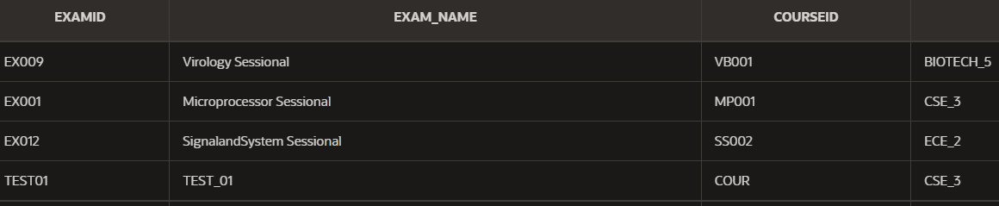 EXAMID EXAM_NAME COURSEID
EX009 Virology Sessional VB001 BIOTECH_5
EX001 Microprocessor Sessional MP001 CSE_3
EX012 SignalandSystem Sessional SS002 ECE_2
TEST01 TEST_01 COUR CSE_3